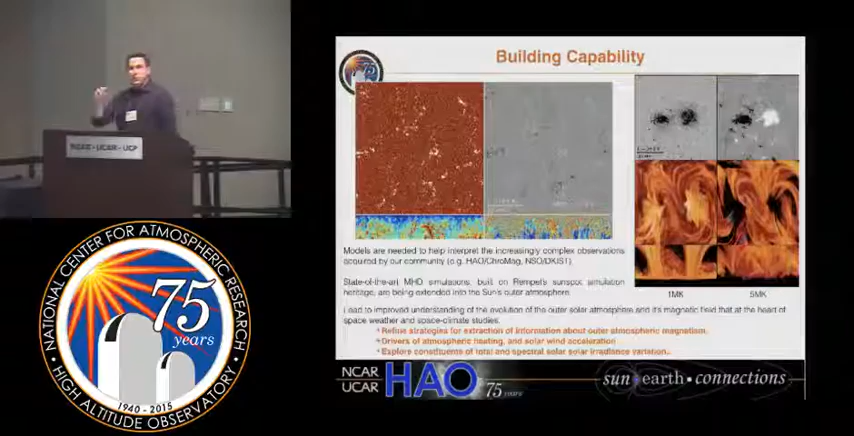 NCAR • UCAR • UCP
NATIONAL CENTER FOR ATMOSPHERIC RESEARCH
75
years
1940 - 2015
HIGH ALTITUDE OBSERVATORY
75
Building Capability
Models are needed to help interpret the increasingly complex observations
acquired by our community (e.g. HAO/ChroMag, NSO/DKIST)
State-of-the-art MHD simulations, built on Rempel's sunspot simulation
heritage, are being extended into the Sun's outer atmosphere.
1MK
5MK
Lead to improved understanding of the evolution of the outer solar atmosphere and it's magnetic field that at the heart of
space weather and space-climate studies:
Refine strategies for extraction of information about outer atmospheric magnetism.
Drivers of atmospheric heating, and solar wind acceleration
Explore constituents of total and spectral solar solar irradiance variation..
NCAR
UCAR
HAO
75 years
sun • earth • connections